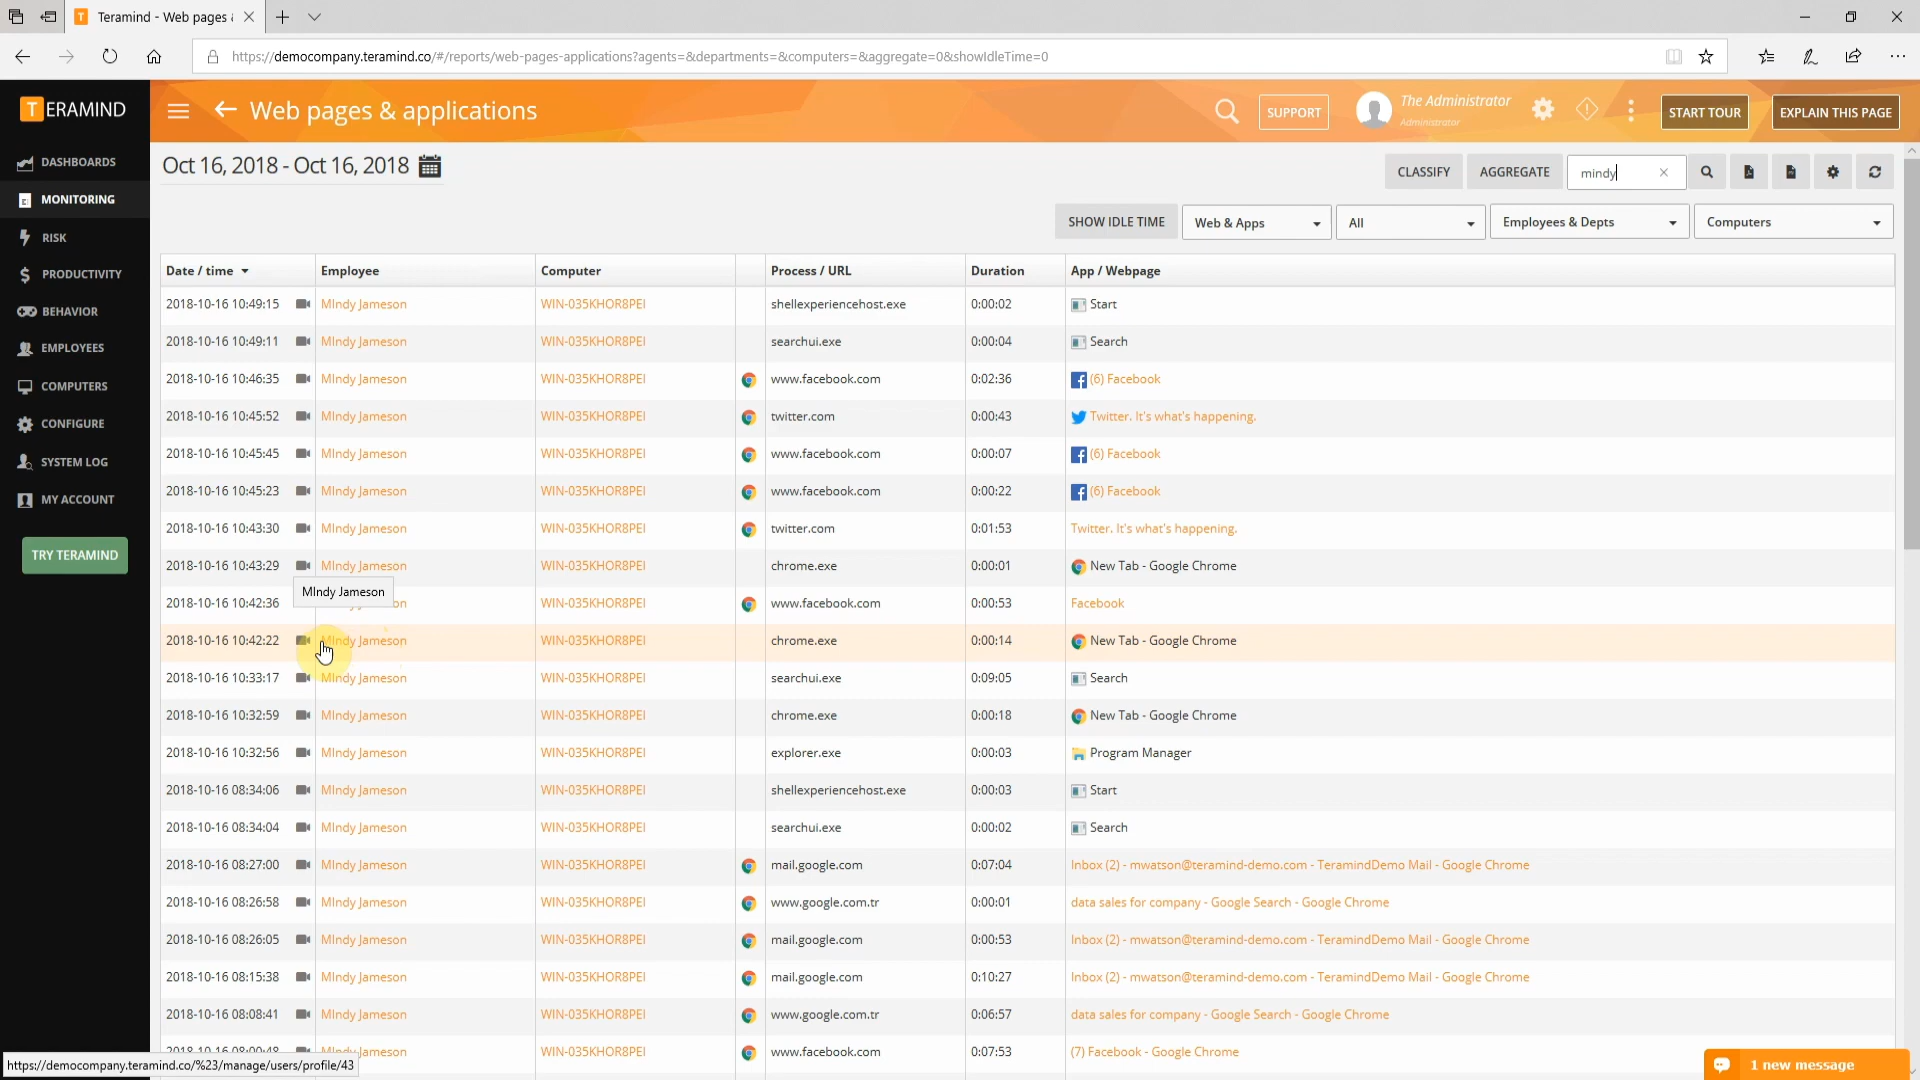 Teramind - Web pages &
https://democompany.teramind.co/#/reports/web-pages-applications?agents=&departments=&computers=&aggregate=0&showIdleTime=0
TERAMIND
Web pages & applications
SUPPORT
The Administrator
Administrator
START TOUR
EXPLAIN THIS PAGE
DASHBOARDS
MONITORING
RISK
PRODUCTIVITY
BEHAVIOR
EMPLOYEES
COMPUTERS
CONFIGURE
SYSTEM LOG
MY ACCOUNT
TRY TERAMIND
Oct 16, 2018 - Oct 16, 2018
CLASSIFY
AGGREGATE
mindy
SHOW IDLE TIME
Web & Apps
All
Employees & Depts
Computers
Date / time Employee Computer Process / URL Duration App / Webpage
2018-10-16 10:49:15 MIndy Jameson WIN-035KHOR8PEI shellexperiencehost.exe 0:00:02 Start
2018-10-16 10:49:11 MIndy Jameson WIN-035KHOR8PEI searchui.exe 0:00:04 Search
2018-10-16 10:46:35 MIndy Jameson WIN-035KHOR8PEI www.facebook.com 0:02:36 (6) Facebook
2018-10-16 10:45:52 MIndy Jameson WIN-035KHOR8PEI twitter.com 0:00:43 Twitter. It's what's happening.
2018-10-16 10:45:45 MIndy Jameson WIN-035KHOR8PEI www.facebook.com 0:00:07 (6) Facebook
2018-10-16 10:45:23 MIndy Jameson WIN-035KHOR8PEI www.facebook.com 0:00:22 (6) Facebook
2018-10-16 10:43:30 MIndy Jameson WIN-035KHOR8PEI twitter.com 0:01:53 Twitter. It's what's happening.
2018-10-16 10:43:29 MIndy Jameson WIN-035KHOR8PEI chrome.exe 0:00:01 New Tab - Google Chrome
MIndy Jameson
2018-10-16 10:42:36 WIN-035KHOR8PEI www.facebook.com 0:00:53 Facebook
2018-10-16 10:42:22 MIndy Jameson WIN-035KHOR8PEI chrome.exe 0:00:14 New Tab - Google Chrome
2018-10-16 10:33:17 MIndy Jameson WIN-035KHOR8PEI searchui.exe 0:09:05 Search
2018-10-16 10:32:59 MIndy Jameson WIN-035KHOR8PEI chrome.exe 0:00:18 New Tab - Google Chrome
2018-10-16 10:32:56 MIndy Jameson WIN-035KHOR8PEI explorer.exe 0:00:03 Program Manager
2018-10-16 08:34:06 MIndy Jameson WIN-035KHOR8PEI shellexperiencehost.exe 0:00:03 Start
2018-10-16 08:34:04 MIndy Jameson WIN-035KHOR8PEI searchui.exe 0:00:02 Search
2018-10-16 08:27:00 MIndy Jameson WIN-035KHOR8PEI mail.google.com 0:07:04 Inbox (2) - mwatson@teramind-demo.com - TeramindDemo Mail - Google Chrome
2018-10-16 08:26:58 MIndy Jameson WIN-035KHOR8PEI www.google.com.tr 0:00:01 data sales for company - Google Search - Google Chrome
2018-10-16 08:26:05 MIndy Jameson WIN-035KHOR8PEI mail.google.com 0:00:53 Inbox (2) - mwatson@teramind-demo.com - TeramindDemo Mail - Google Chrome
2018-10-16 08:15:38 MIndy Jameson WIN-035KHOR8PEI mail.google.com 0:10:27 Inbox (2) - mwatson@teramind-demo.com - TeramindDemo Mail - Google Chrome
2018-10-16 08:08:41 MIndy Jameson WIN-035KHOR8PEI www.google.com.tr 0:06:57 data sales for company - Google Search - Google Chrome
2018-10-16 08:00:48 Jameson WIN-035KHOR8PEI www.facebook.com 0:07:53 (7) Facebook - Google Chrome
https://democompany.teramind.co/%23/manage/users/profile/43
1 new message